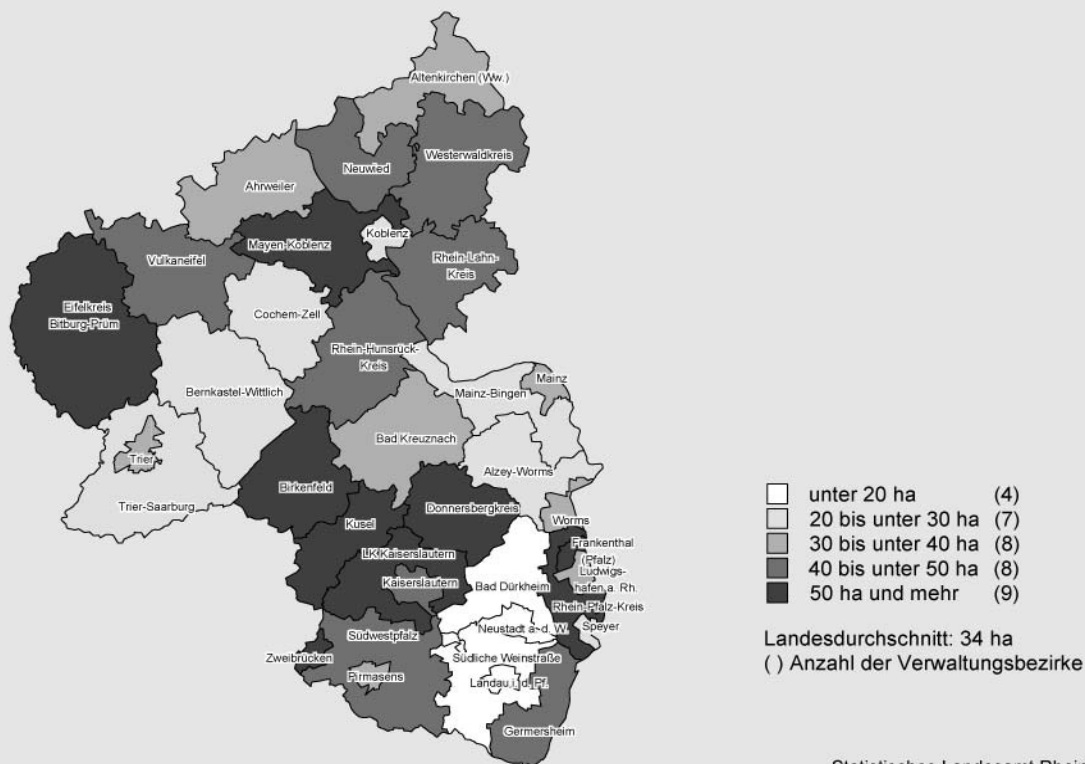 Altenkirchen (Ww.)
Westerwaldkreis
Neuwied
Ahrweiler
Koblenz
Mayen-Koblenz
Vulkaneifel
Rhein-Lahn-
Kreis
Eifelkreis
Bitburg-Prüm
Cochem-Zell
Rhein-Hunsrück-
Kreis
Mainz
Mainz-Bingen
Bernkastel-Wittlich
Bad Kreuznach
Trier
Alzey-Worms
Birkenfeld
Trier-Saarburg
Donnersbergkreis
Kusel
Worms
Frankenthal
(Pfalz)
LK Kaiserslautern
Ludwigs-
hafen a. Rh.
Kaiserslautern
Bad Dürkheim
Rhein-Pfalz-Kreis
Speyer
Neustadt a. d. W.
Südwestpfalz
Zweibrücken
Südliche Weinstraße
Pirmasens
Landau i. d. Pf.
Germersheim
unter 20 ha (4)
20 bis unter 30 ha (7)
30 bis unter 40 ha (8)
40 bis unter 50 ha (8)
50 ha und mehr (9)
Landesdurchschnitt: 34 ha
( ) Anzahl der Verwaltungsbezirke
Statistisches Landesamt Rhein